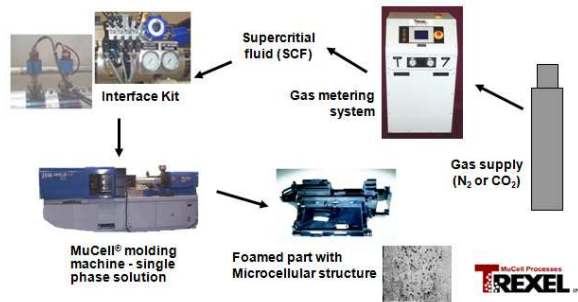 Supercritial
fluid (SCF)
Interface Kit
Gas metering
system
Gas supply
(N₂ or CO₂)
MuCell® molding
machine - single
phase solution
Foamed part with
Microcellular structure
MuCell Processes
TREXEL